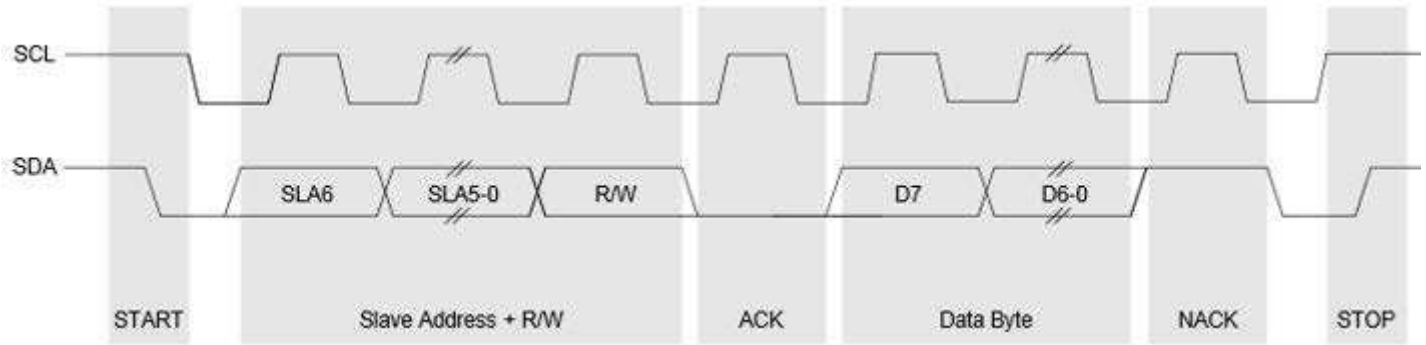 SCL
SDA
SLA6 SLA5-0 R/W D7 D6-0
START Slave Address + R/W ACK Data Byte NACK STOP